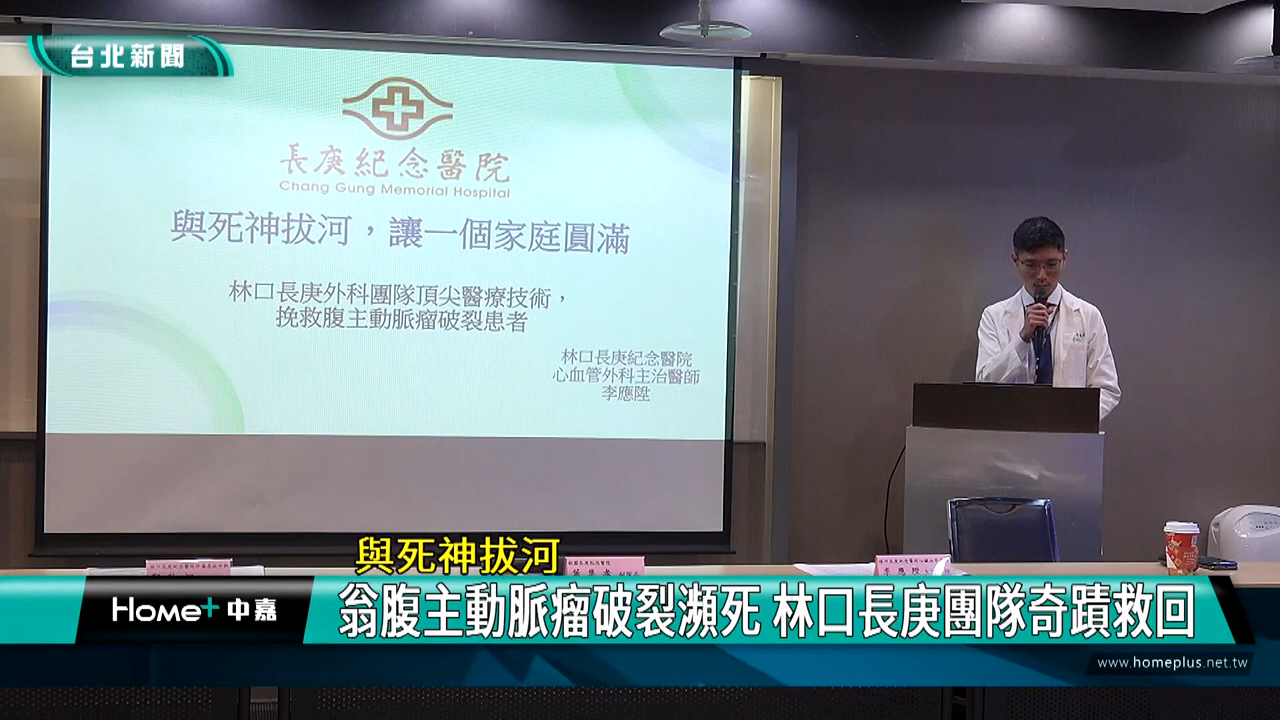 台北新聞
長庚紀念醫院
Chang Gung Memorial Hospital
與死神拔河，讓一個家庭圓滿
林口長庚外科團隊頂尖醫療技術，
挽救腹主動脈瘤破裂患者
林口長庚紀念醫院
心血管外科主治醫師
李應陞
與死神拔河
Home+ 中嘉
翁腹主動脈瘤破裂瀕死 林口長庚團隊奇蹟救回
www.homeplus.net.tw